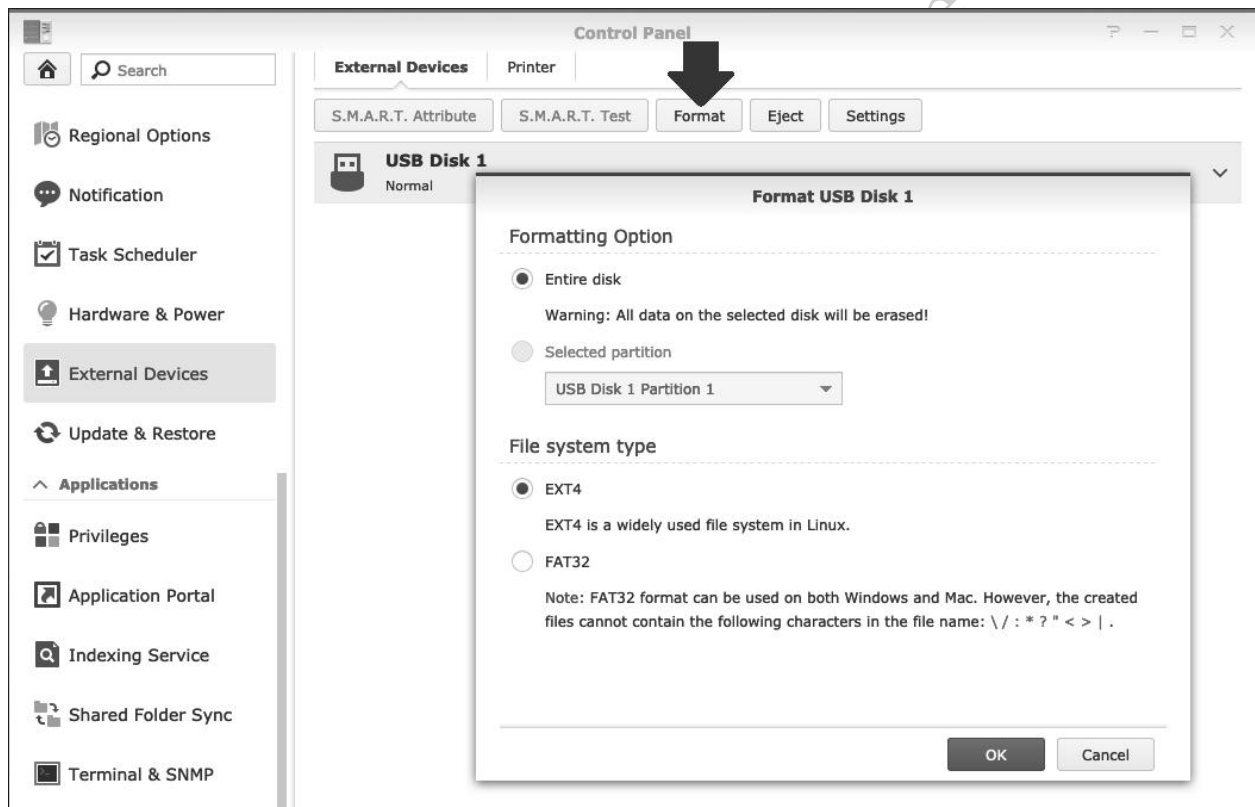 Control Panel
Search
External Devices
Printer
S.M.A.R.T. Attribute
S.M.A.R.T. Test
Format
Eject
Settings
Regional Options
Notification
Task Scheduler
Hardware & Power
External Devices
Update & Restore
Applications
Privileges
Application Portal
Indexing Service
Shared Folder Sync
Terminal & SNMP
USB Disk 1
Normal
Format USB Disk 1
Formatting Option
Entire disk
Warning: All data on the selected disk will be erased!
Selected partition
USB Disk 1 Partition 1
File system type
EXT4
EXT4 is a widely used file system in Linux.
FAT32
Note: FAT32 format can be used on both Windows and Mac. However, the created
files cannot contain the following characters in the file name: \ / : * ? " < > | .
OK
Cancel